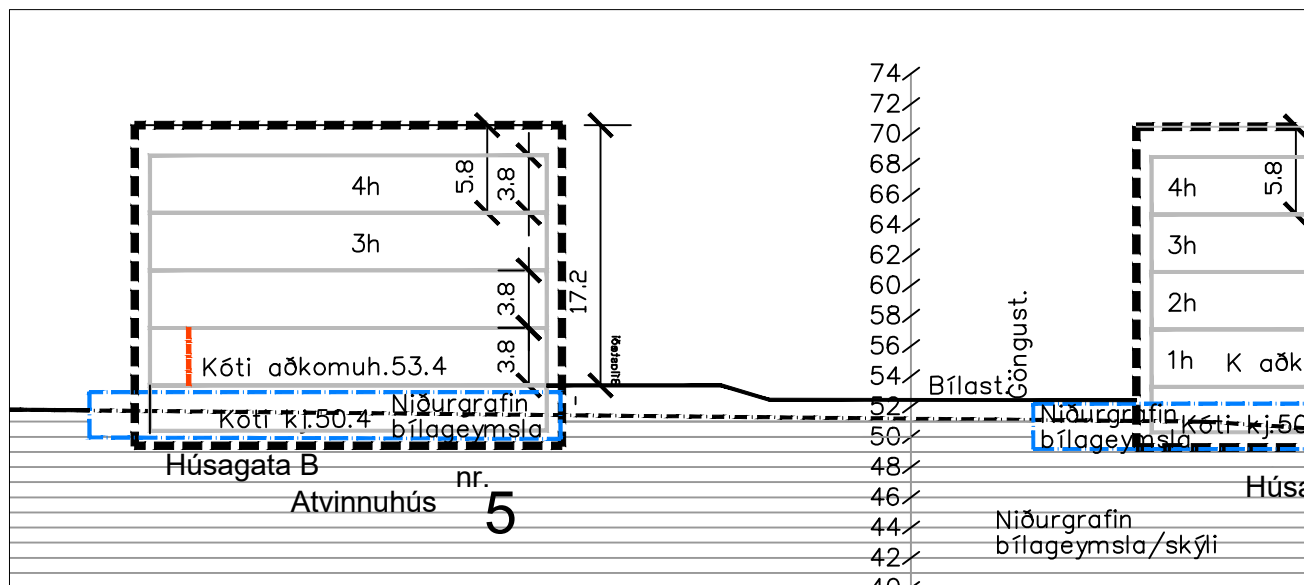 4h
3h
5.8
3.8
3.8
3.8
17.2
Kóti aðkomuh.53.4
Kóti kj.50.4
Niðurgrafin
bílageymsla
Húsagata B
nr.
Atvinnuhús
5
74
72
70
68
66
64
62
60
58
56
54
52
50
48
46
44
42
40
Bílast.
Göngust.
Niðurgrafin
bílageymsla
Niðurgrafin
bílageymsla/skýli
4h
3h
2h
1h
5.8
K aðk
Kóti kj.50
Húsa